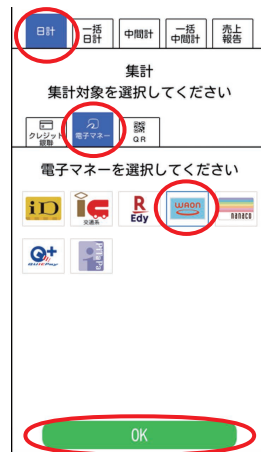 日計
一括
日計
中間計
一括
中間計
売上
報告
集計
集計対象を選択してください
クレジット
銀聯
電子マネー
QR
電子マネーを選択してください
iD
IC
交通系
R
Edy
WAON
nanaco
Q+
QUICPay
PiTaPa
OK